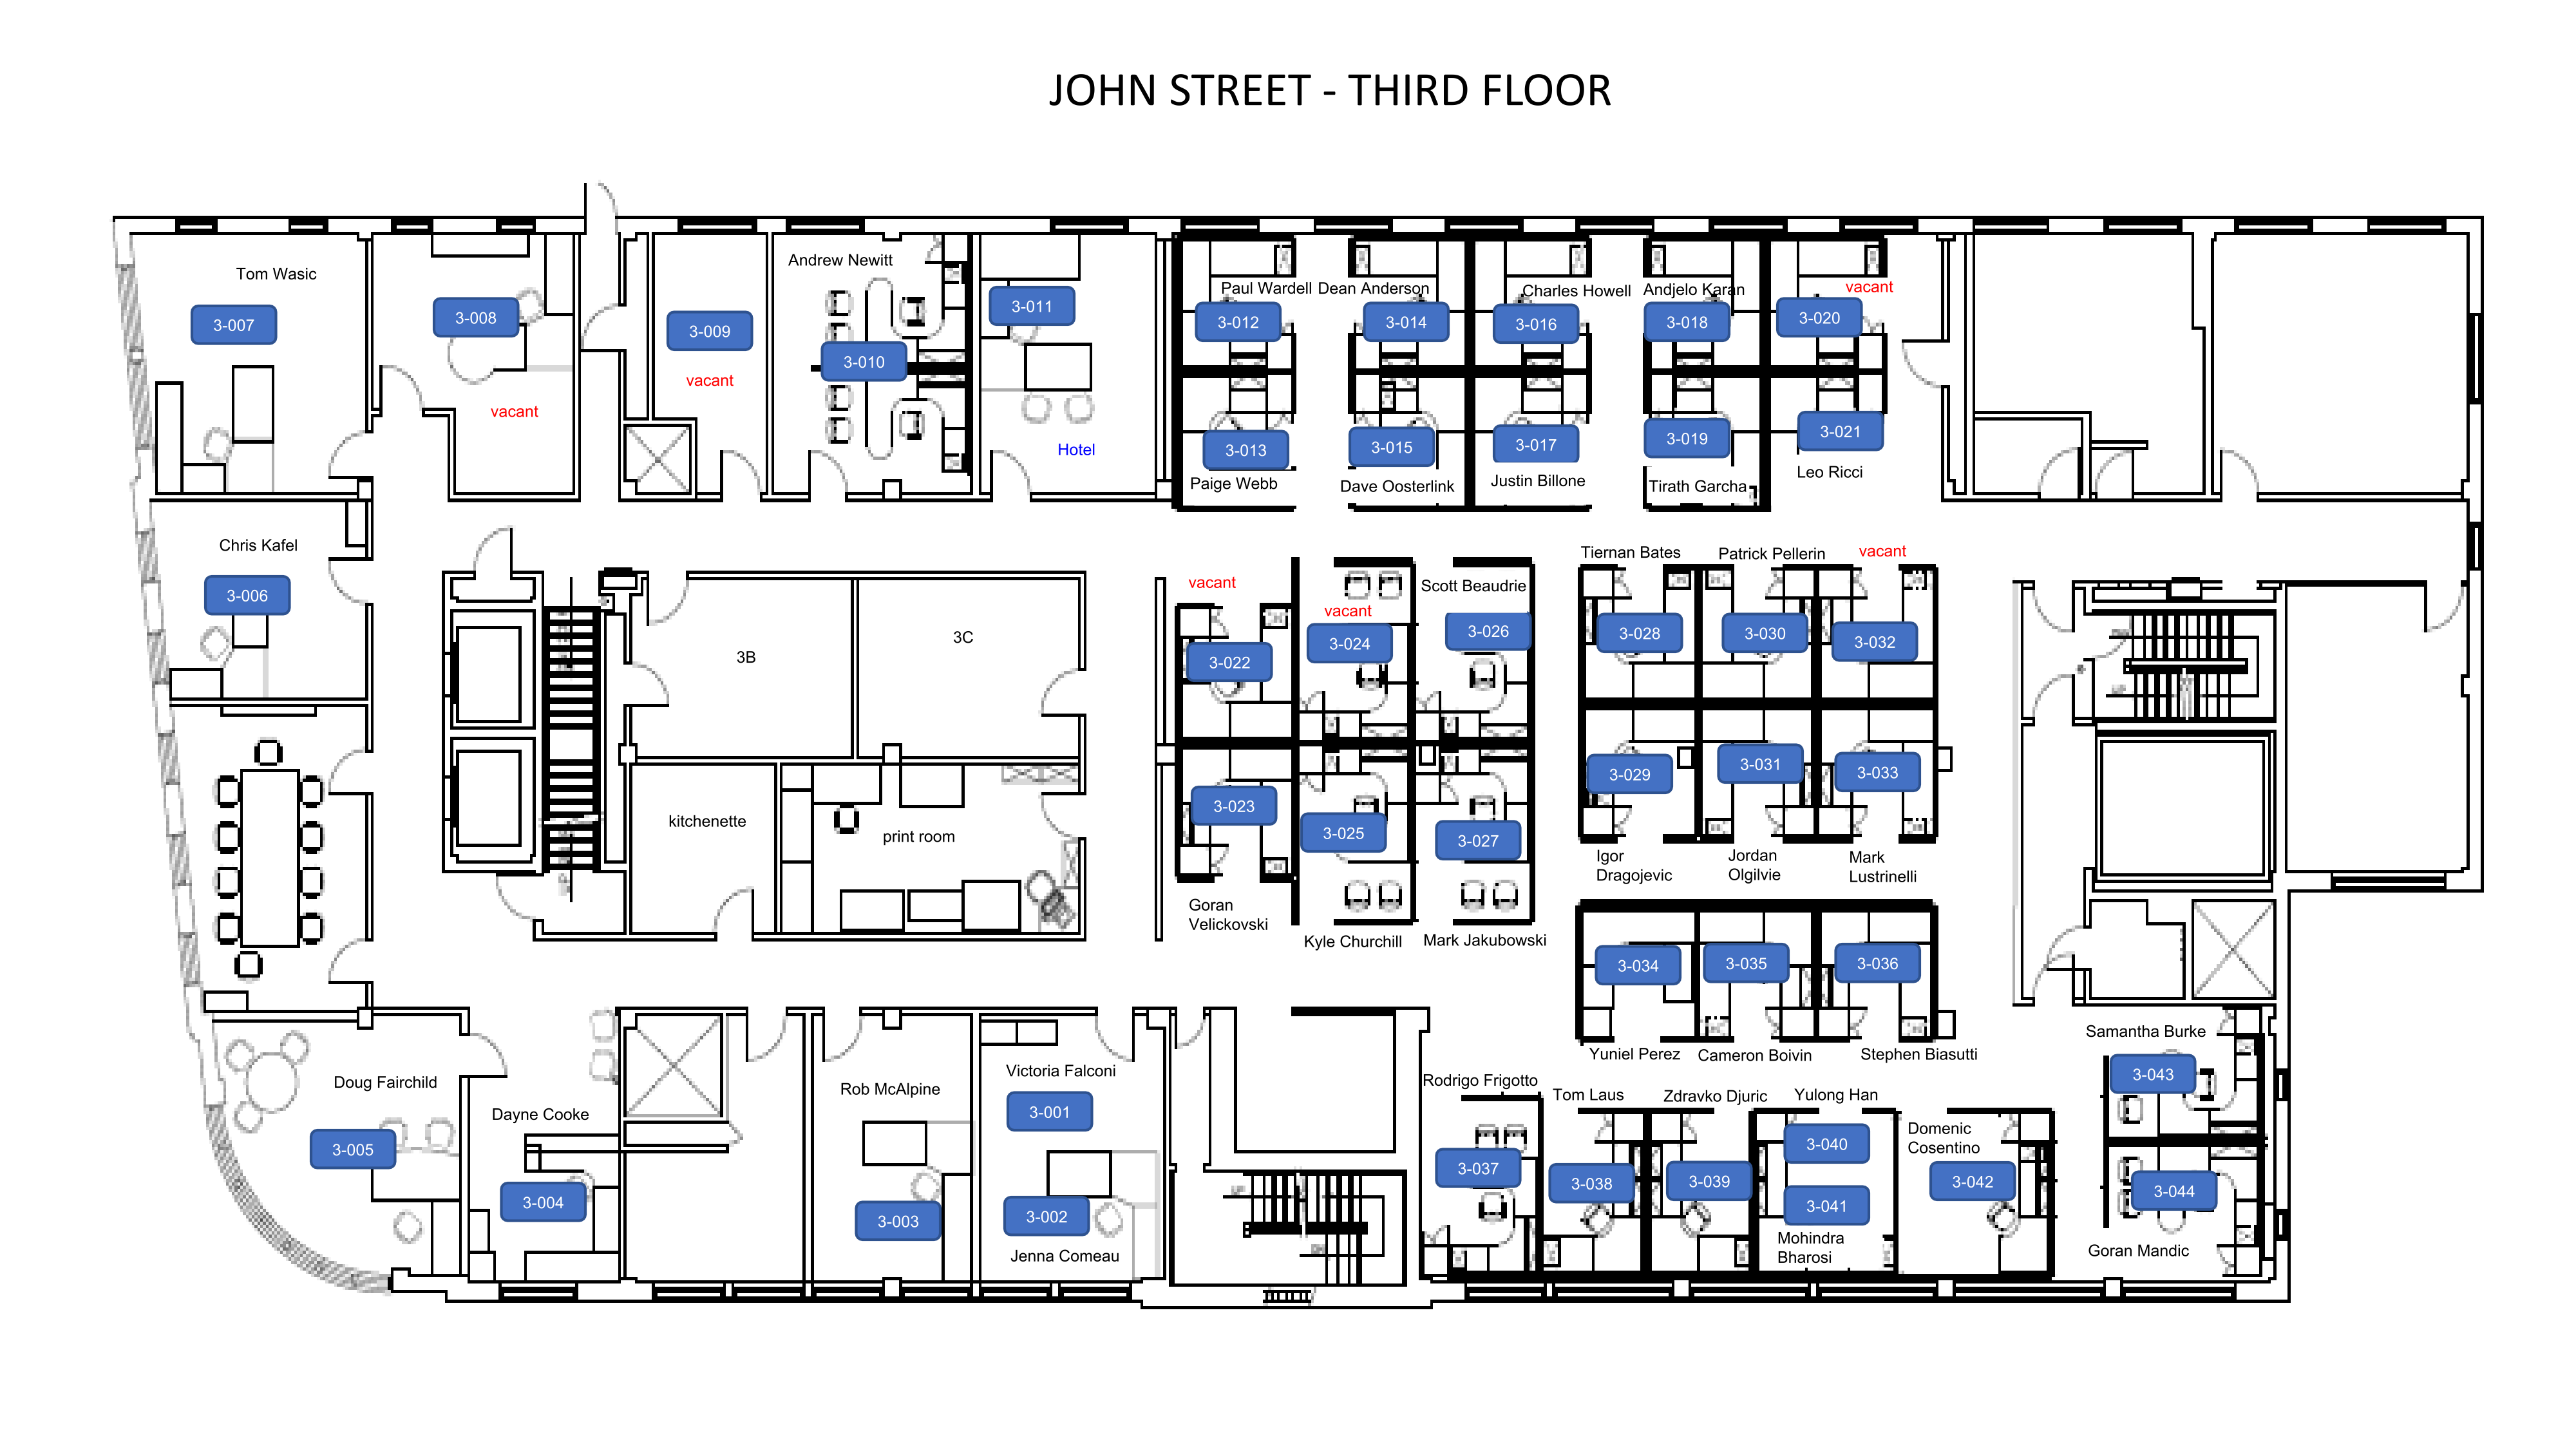 JOHN STREET - THIRD FLOOR
Tom Wasic
3-007
3-008
vacant
3-009
vacant
Andrew Newitt
3-010
3-011
Hotel
Paul Wardell
3-012
Dean Anderson
3-014
Charles Howell
3-016
Andjelo Karan
3-018
vacant
3-020
3-013
Paige Webb
3-015
Dave Oosterlink
3-017
Justin Billone
3-019
Tirath Garcha
3-021
Leo Ricci
Chris Kafel
3-006
3B
3C
kitchenette
print room
vacant
3-022
vacant
3-024
Scott Beaudrie
3-026
Tiernan Bates
3-028
Patrick Pellerin
3-030
vacant
3-032
3-023
Goran
Velickovski
3-025
Kyle Churchill
3-027
Mark Jakubowski
3-029
Igor
Dragojevic
3-031
Jordan
Olgilvie
3-033
Mark
Lustrinelli
3-034
Yuniel Perez
3-035
Cameron Boivin
3-036
Stephen Biasutti
Doug Fairchild
3-005
Dayne Cooke
3-004
Rob McAlpine
3-003
Victoria Falconi
3-001
3-002
Jenna Comeau
Rodrigo Frigotto
3-037
Tom Laus
3-038
Zdravko Djuric
3-039
Yulong Han
3-040
3-041
Mohindra
Bharosi
Domenic
Cosentino
3-042
Samantha Burke
3-043
3-044
Goran Mandic